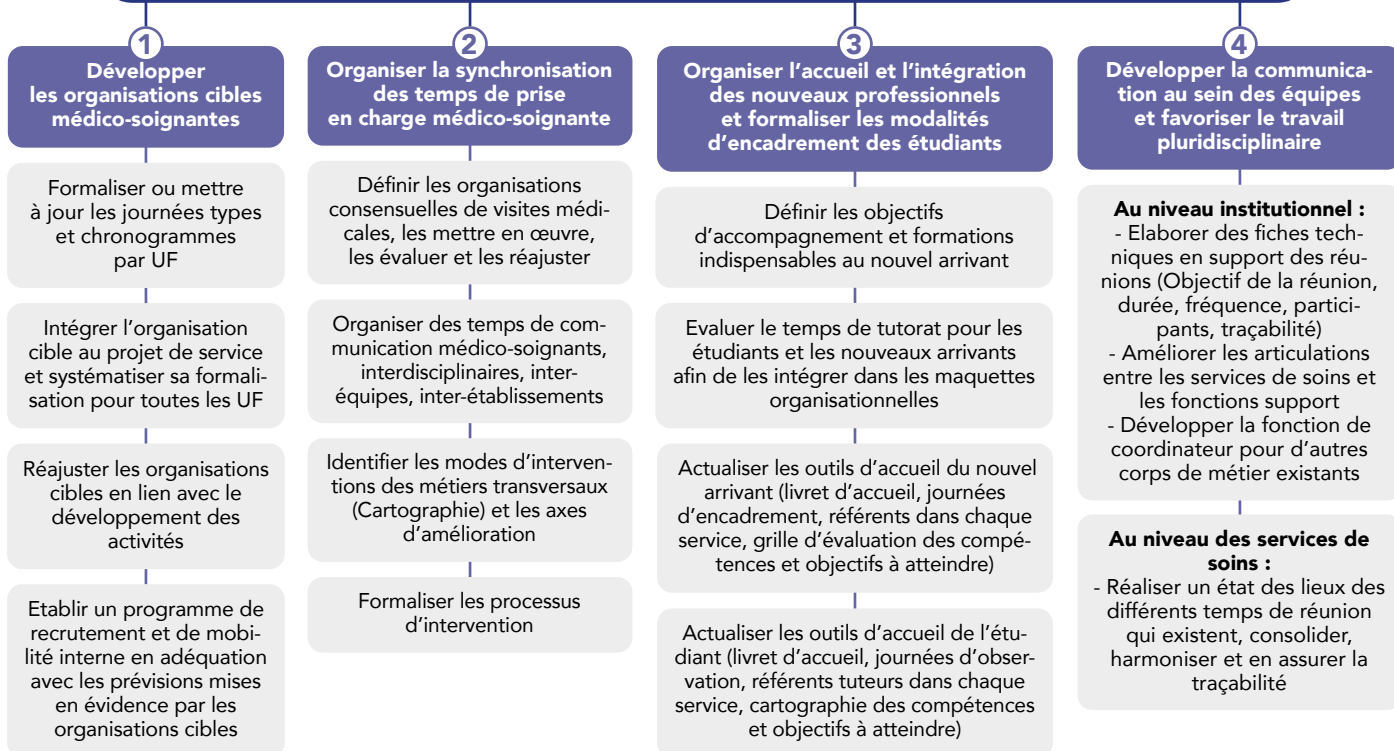 1
Développer
les organisations cibles
médico-soignantes
Formaliser ou mettre
à jour les journées types
et chronogrammes
par UF
Intégrer l’organisation
cible au projet de service
et systématiser sa formali-
sation pour toutes les UF
Réajuster les organisations
cibles en lien avec le
développement des
activités
Etablir un programme de
recrutement et de mobi-
lité interne en adéquation
avec les prévisions mises
en évidence par les
organisations cibles
2
Organiser la synchronisation
des temps de prise
en charge médico-soignante
Définir les organisations
consensuelles de visites médi-
cales, les mettre en œuvre,
les évaluer et les réajuster
Organiser des temps de com-
munication médico-soignants,
interdisciplinaires, inter-
équipes, inter-établissements
Identifier les modes d’interven-
tions des métiers transversaux
(Cartographie) et les axes
d’amélioration
Formaliser les processus
d’intervention
3
Organiser l’accueil et l’intégration
des nouveaux professionnels
et formaliser les modalités
d’encadrement des étudiants
Définir les objectifs
d’accompagnement et formations
indispensables au nouvel arrivant
Evaluer le temps de tutorat pour les
étudiants et les nouveaux arrivants
afin de les intégrer dans les maquettes
organisationnelles
Actualiser les outils d’accueil du nouvel
arrivant (livret d’accueil, journées
d’encadrement, référents dans chaque
service, grille d’évaluation des compé-
tences et objectifs à atteindre)
Actualiser les outils d’accueil de l’étu-
diant (livret d’accueil, journées d’obser-
vation, référents tuteurs dans chaque
service, cartographie des compétences
et objectifs à atteindre)
4
Développer la communica-
tion au sein des équipes
et favoriser le travail
pluridisciplinaire
Au niveau institutionnel :
- Elaborer des fiches tech-
niques en support des réu-
nions (Objectif de la réunion,
durée, fréquence, partici-
pants, traçabilité)
- Améliorer les articulations
entre les services de soins et
les fonctions support
- Développer la fonction de
coordinateur pour d’autres
corps de métier existants
Au niveau des services de
soins :
- Réaliser un état des lieux des
différents temps de réunion
qui existent, consolider,
harmoniser et en assurer la
traçabilité